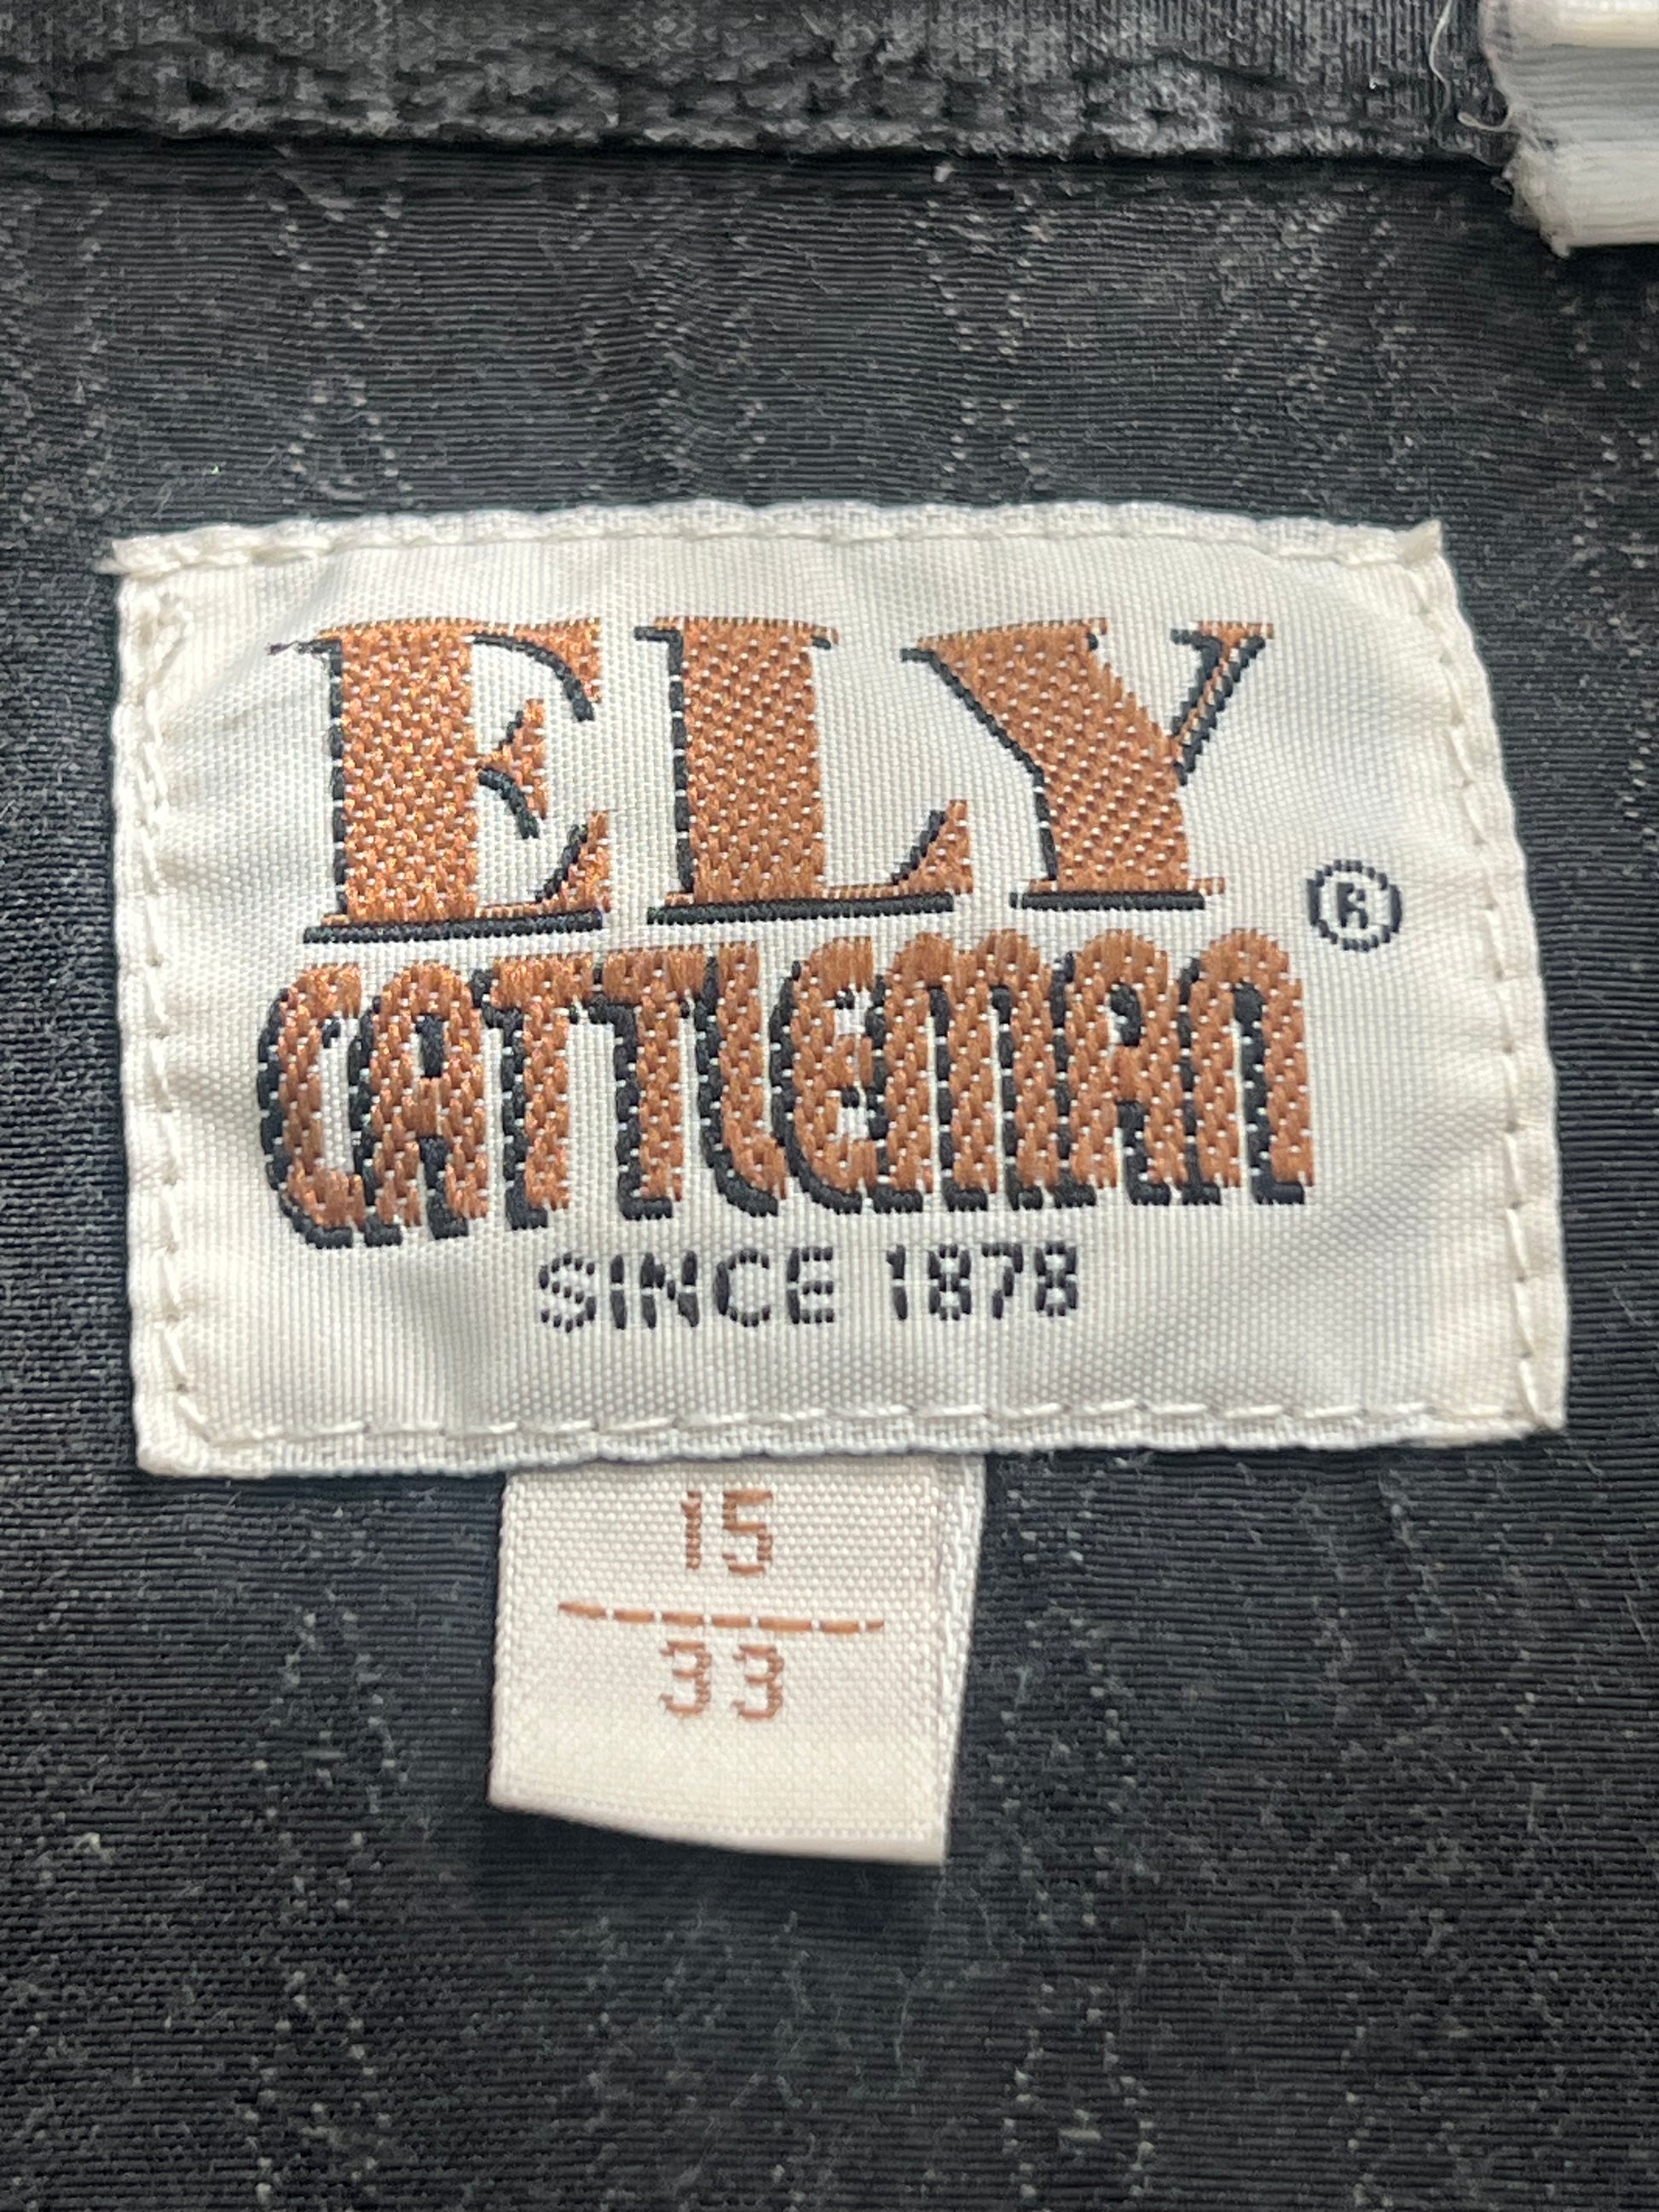 ELY
®
CATTLEMAN
SINCE 1878
15
33